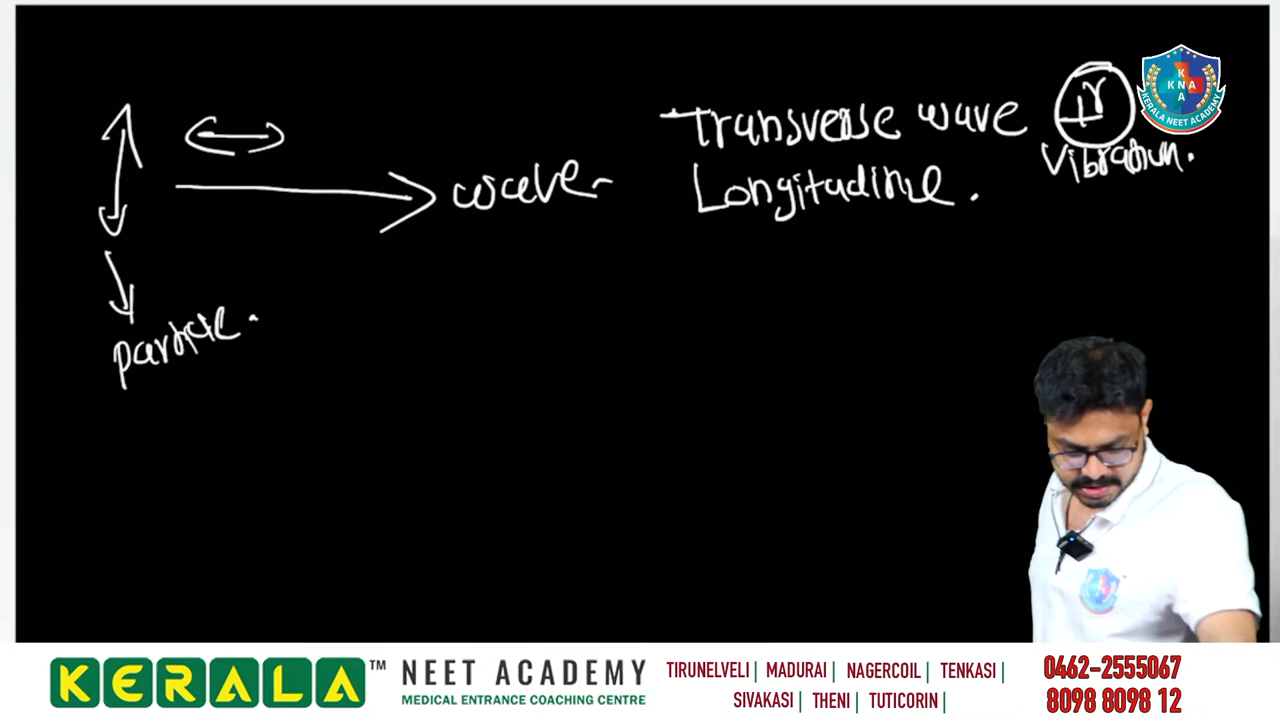 Transverse wave ⊥r
Vibration.
wave
Longitudinal.
particle.
KNA
KERALA NEET ACADEMY
KERALA™ NEET ACADEMY
MEDICAL ENTRANCE COACHING CENTRE
TIRUNELVELI | MADURAI | NAGERCOIL | TENKASI |
SIVAKASI | THENI | TUTICORIN |
0462-2555067
8098 8098 12